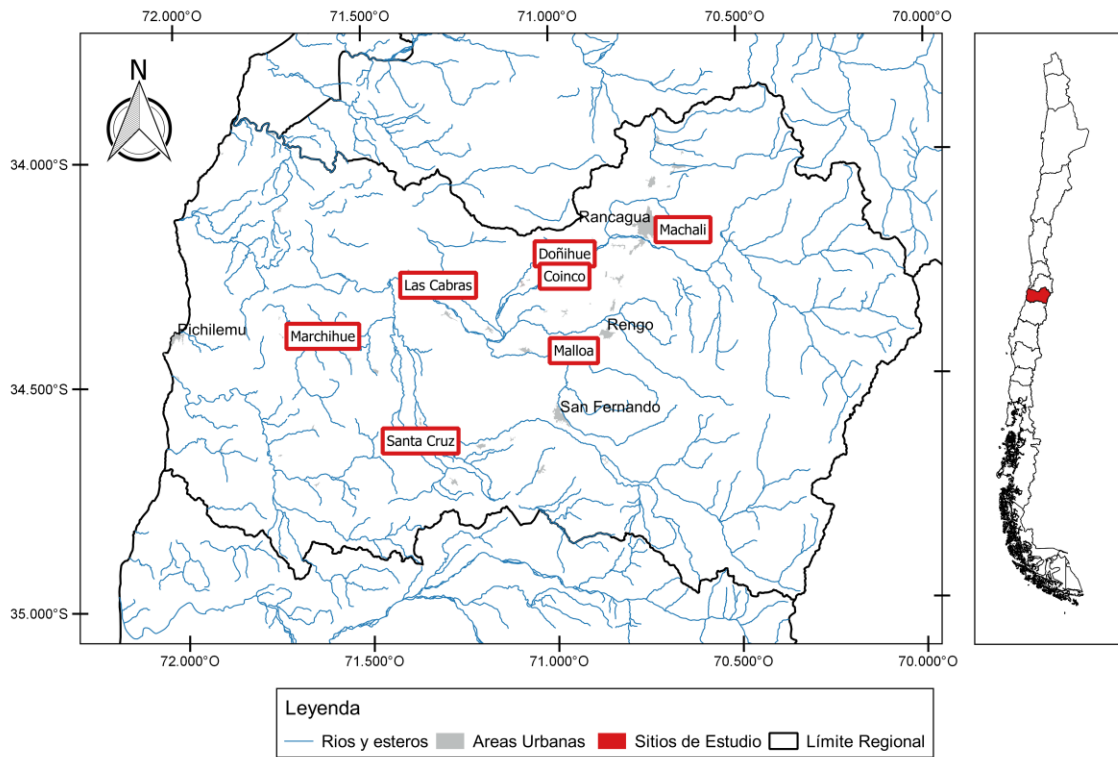 72.000°O 71.500°O 71.000°O 70.500°O 70.000°O
N
34.000°S
Rancagua
Machali
Doñihue
Coinco
Las Cabras
Pichilemu
Rengo
Marchihue
Malloa
34.500°S
San Fernando
Santa Cruz
35.000°S
72.000°O 71.500°O 71.000°O 70.500°O 70.000°O
Leyenda
Rios y esteros Areas Urbanas Sitios de Estudio Límite Regional